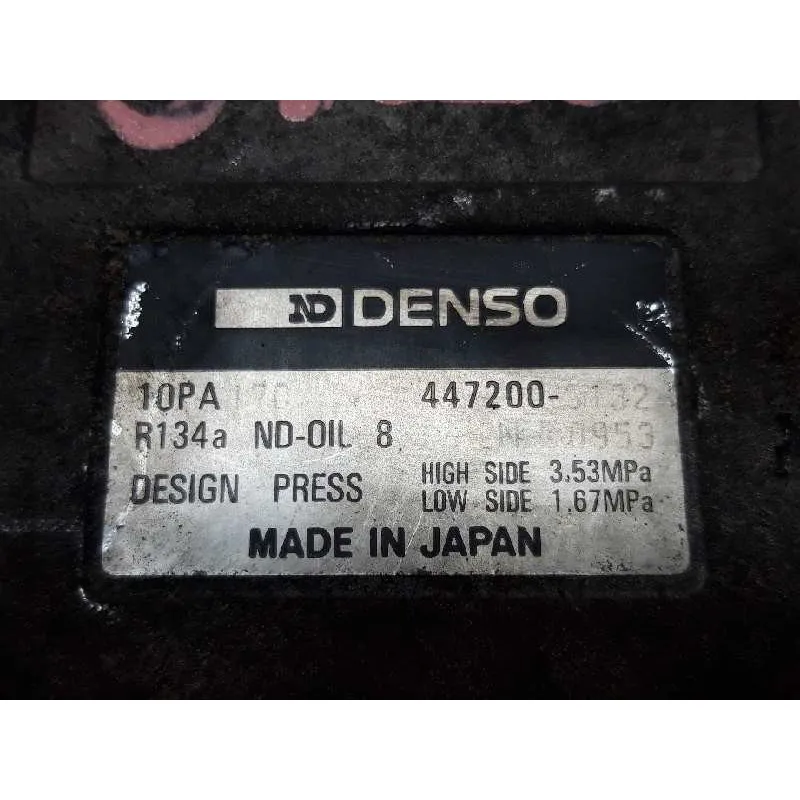 ND DENSO
10PA 447200-
R134a ND-OIL 8
DESIGN PRESS
HIGH SIDE 3.53MPa
LOW SIDE 1.67MPa
MADE IN JAPAN